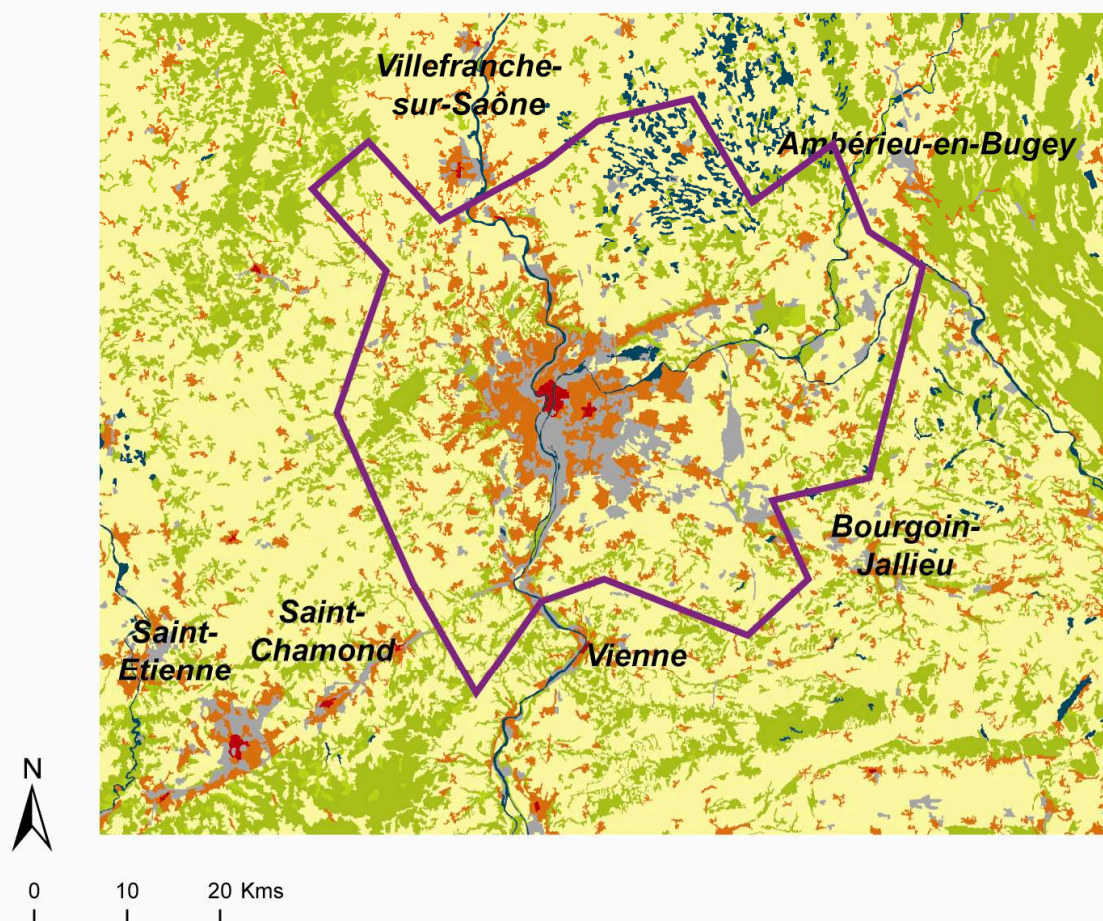 Villefranche-
sur-Saône
Ambérieu-en-Bugey
Bourgoin-
Jallieu
Saint-
Chamond
Saint-
Etienne
Vienne
N
0 10 20 Kms